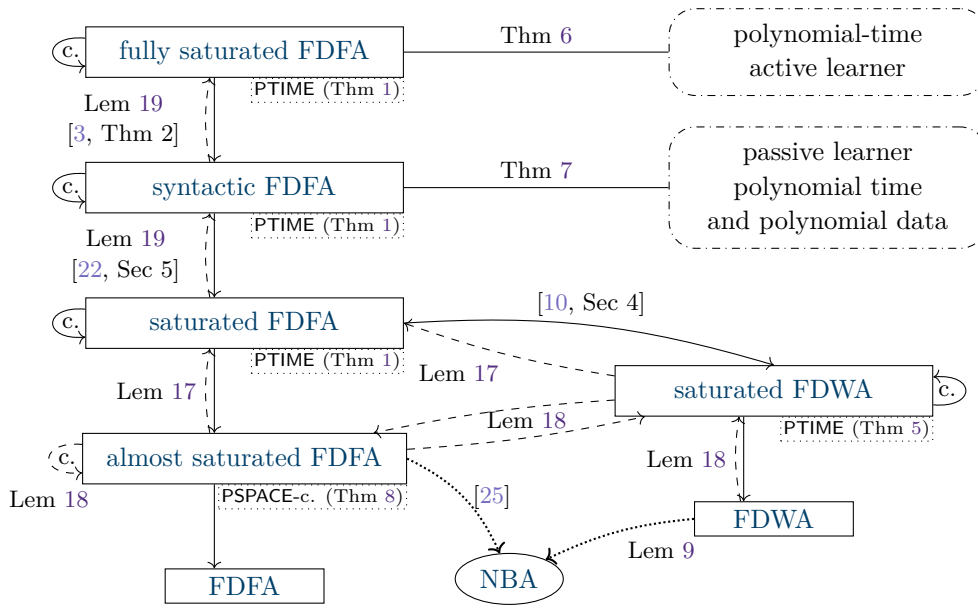 c.
fully saturated FDFA
Thm 6
polynomial-time
active learner
PTIME (Thm 1)
Lem 19
[3, Thm 2]
c.
syntactic FDFA
Thm 7
passive learner
polynomial time
and polynomial data
PTIME (Thm 1)
Lem 19
[22, Sec 5]
c.
saturated FDFA
[10, Sec 4]
PTIME (Thm 1)
Lem 17
Lem 17
saturated FDWA
c.
PTIME (Thm 5)
Lem 18
c.
almost saturated FDFA
Lem 18
Lem 18
PSPACE-c. (Thm 8)
[25]
FDWA
Lem 9
FDFA
NBA